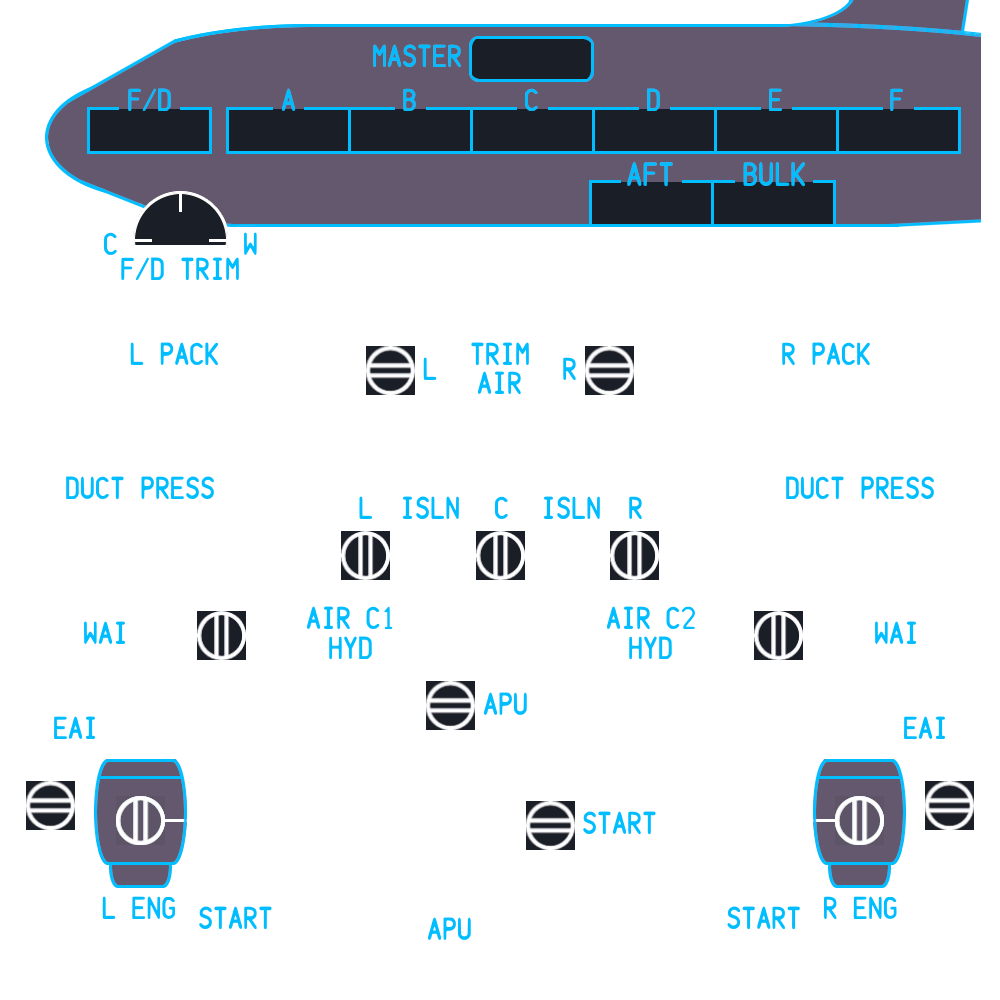 MASTER
F/D A B C D E F
AFT BULK
C W
F/D TRIM
L PACK
L TRIM AIR R
R PACK
DUCT PRESS
DUCT PRESS
L ISLN C ISLN R
WAI
AIR C1
HYD
AIR C2
HYD
WAI
APU
EAI
EAI
START
L ENG
START
APU
START
R ENG